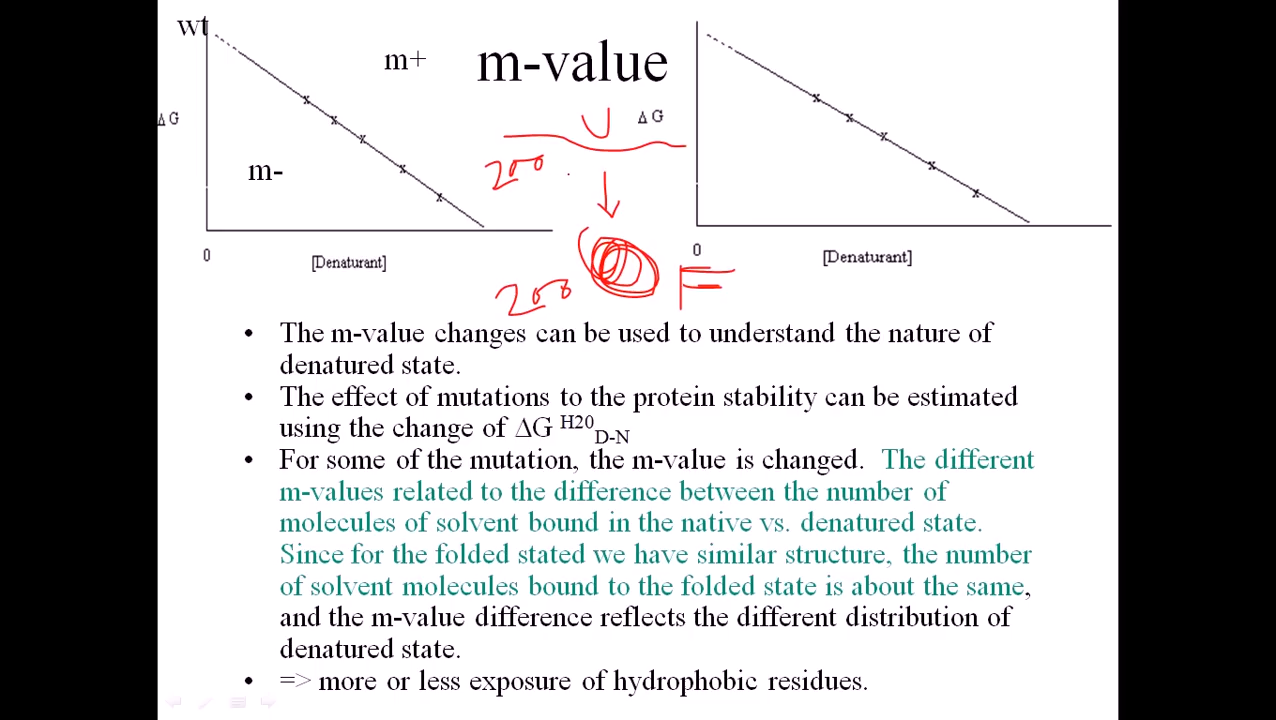 wt
m+
m-value
Δ G
Δ G
m-
U
200
200
F
0
[Denaturant]
0
[Denaturant]
• The m-value changes can be used to understand the nature of
denatured state.
• The effect of mutations to the protein stability can be estimated
using the change of ΔG H20 D-N
• For some of the mutation, the m-value is changed. The different
m-values related to the difference between the number of
molecules of solvent bound in the native vs. denatured state.
Since for the folded stated we have similar structure, the number
of solvent molecules bound to the folded state is about the same,
and the m-value difference reflects the different distribution of
denatured state.
• => more or less exposure of hydrophobic residues.